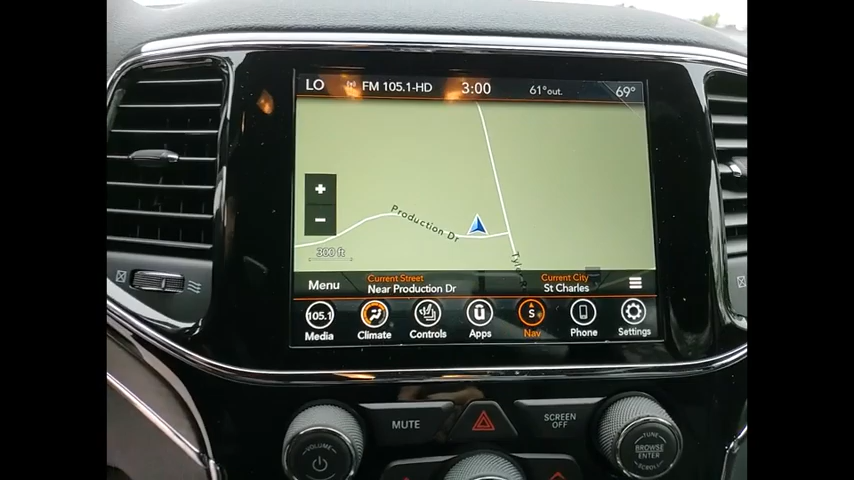 LO FM 105.1-HD 3:00 61°out. 69°
+
Production Dr
−
300 ft
Current Street Current City
Menu Near Production Dr St Charles
105.1 S
Media Climate Controls Apps Nav Phone Settings
MUTE SCREEN OFF
VOLUME
TUNE
BROWSE
ENTER
SCROLL